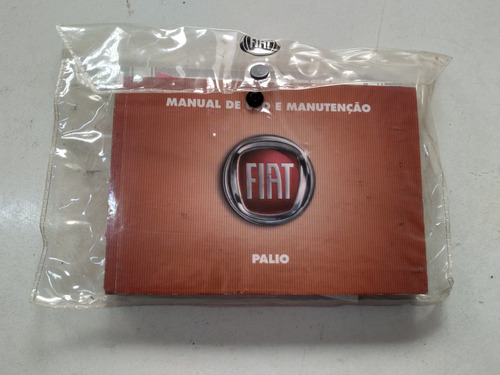 FIAT
MANUAL DE E MANUTENÇÃO
FIAT
PALIO